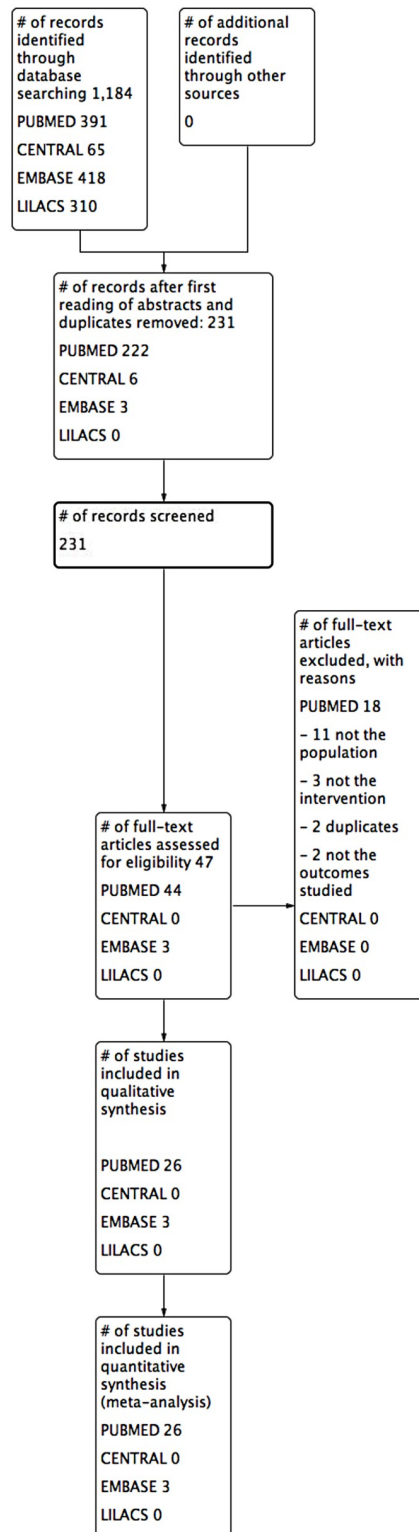 # of records
identified
through
database
searching 1,184
PUBMED 391
CENTRAL 65
EMBASE 418
LILACS 310
# of additional
records
identified
through other
sources
0
# of records after first
reading of abstracts and
duplicates removed: 231
PUBMED 222
CENTRAL 6
EMBASE 3
LILACS 0
# of records screened
231
# of full-text
articles
excluded, with
reasons
PUBMED 18
- 11 not the
population
- 3 not the
intervention
- 2 duplicates
- 2 not the
outcomes
studied
CENTRAL 0
EMBASE 0
LILACS 0
# of full-text
articles assessed
for eligibility 47
PUBMED 44
CENTRAL 0
EMBASE 3
LILACS 0
# of studies
included in
qualitative
synthesis
PUBMED 26
CENTRAL 0
EMBASE 3
LILACS 0
# of studies
included in
quantitative
synthesis
(meta-analysis)
PUBMED 26
CENTRAL 0
EMBASE 3
LILACS 0